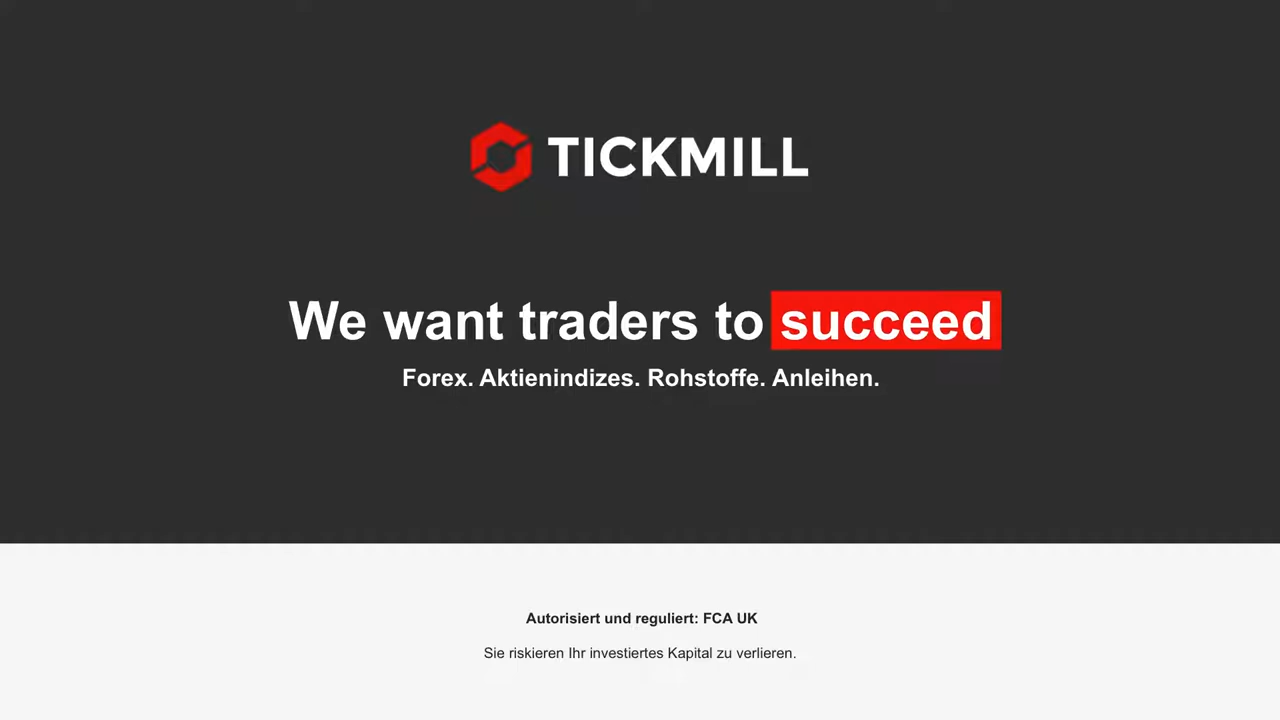 TICKMILL
We want traders to succeed
Forex. Aktienindizes. Rohstoffe. Anleihen.
Autorisiert und reguliert: FCA UK
Sie riskieren Ihr investiertes Kapital zu verlieren.